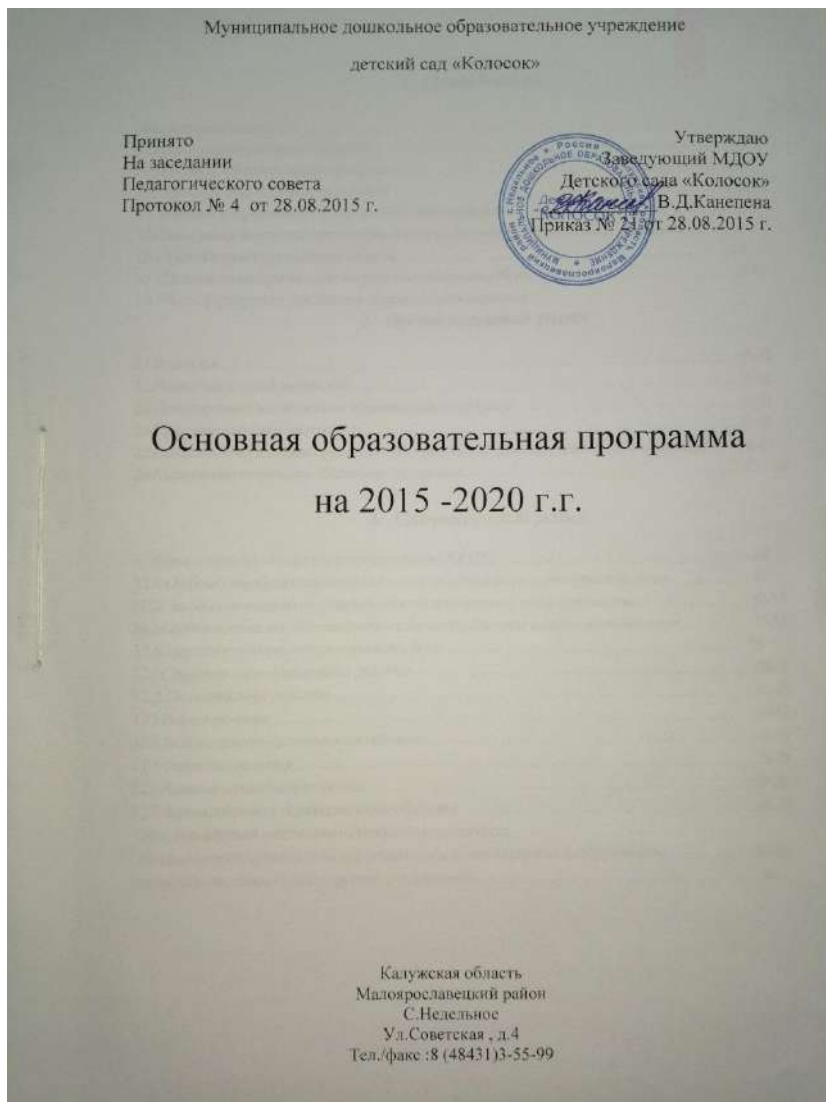 Муниципальное дошкольное образовательное учреждение
детский сад «Колосок»
Принято
На заседании
Педагогического совета
Протокол № 4 от 28.08.2015 г.
Утверждаю
Заведующий МДОУ
Детского сада «Колосок»
В.Д.Канепена
Приказ № 21 от 28.08.2015 г.
Основная образовательная программа
на 2015 -2020 г.г.
Калужская область
Малоярославецкий район
С.Недельное
Ул.Советская , д.4
Тел./факс :8 (48431)3-55-99